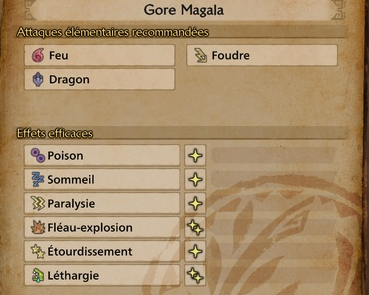 Gore Magala
Attaques élémentaires recommandées
Feu Foudre
Dragon
Effets efficaces
Poison
Sommeil
Paralysie
Fléau-explosion
Étourdissement
Léthargie